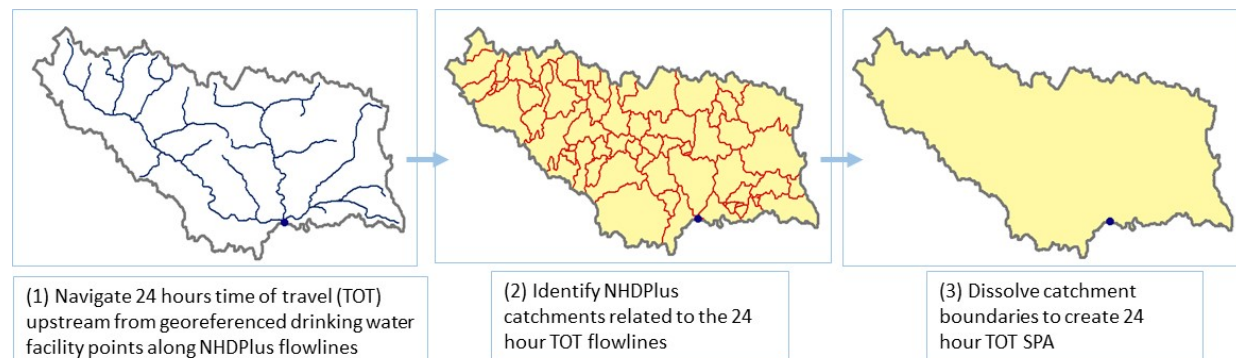 (1) Navigate 24 hours time of travel (TOT)
upstream from georeferenced drinking water
facility points along NHDPlus flowlines
(2) Identify NHDPlus
catchments related to the 24
hour TOT flowlines
(3) Dissolve catchment
boundaries to create 24
hour TOT SPA